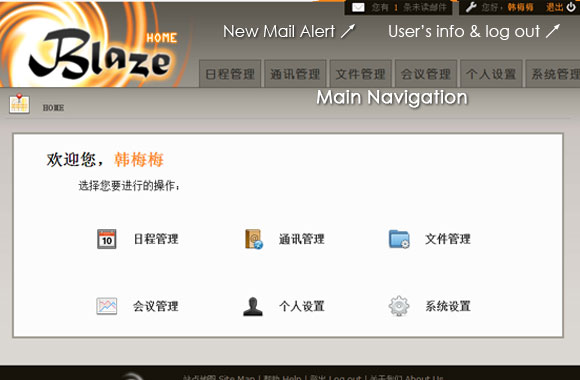 您有 1 条未读邮件
您好, 韩梅梅 退出
HOME
Blaze
New Mail Alert
User's info & log out
日程管理 通讯管理 文件管理 会议管理 个人设置 系统管理
Main Navigation
HOME
欢迎您，韩梅梅
选择您要进行的操作：
10
日程管理 通讯管理 文件管理
会议管理 个人设置 系统设置
站点地图 Site Map | 帮助 Help | 登出 Log out | 关于我们 About Us